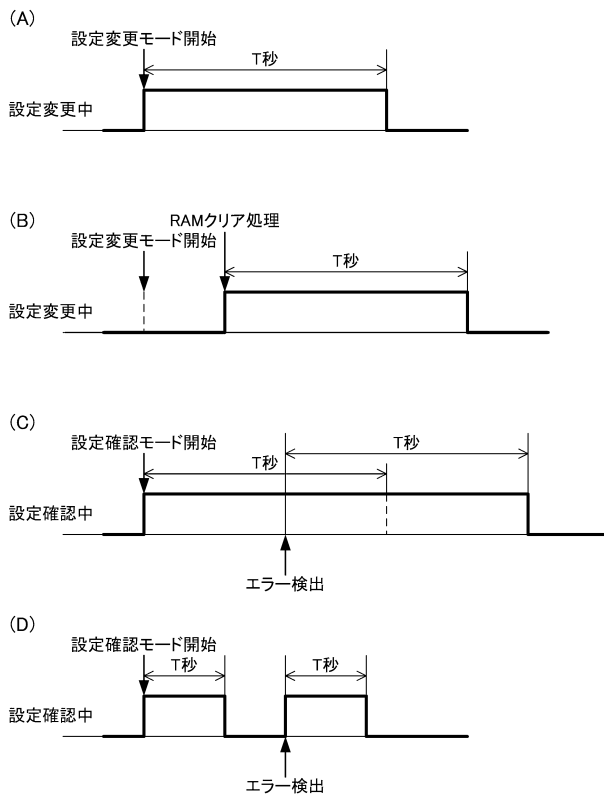 (A)
設定変更モード開始
T秒
設定変更中
(B)
RAMクリア処理
設定変更モード開始
T秒
設定変更中
(C)
設定確認モード開始
T秒
T秒
設定確認中
エラー検出
(D)
設定確認モード開始
T秒
T秒
設定確認中
エラー検出